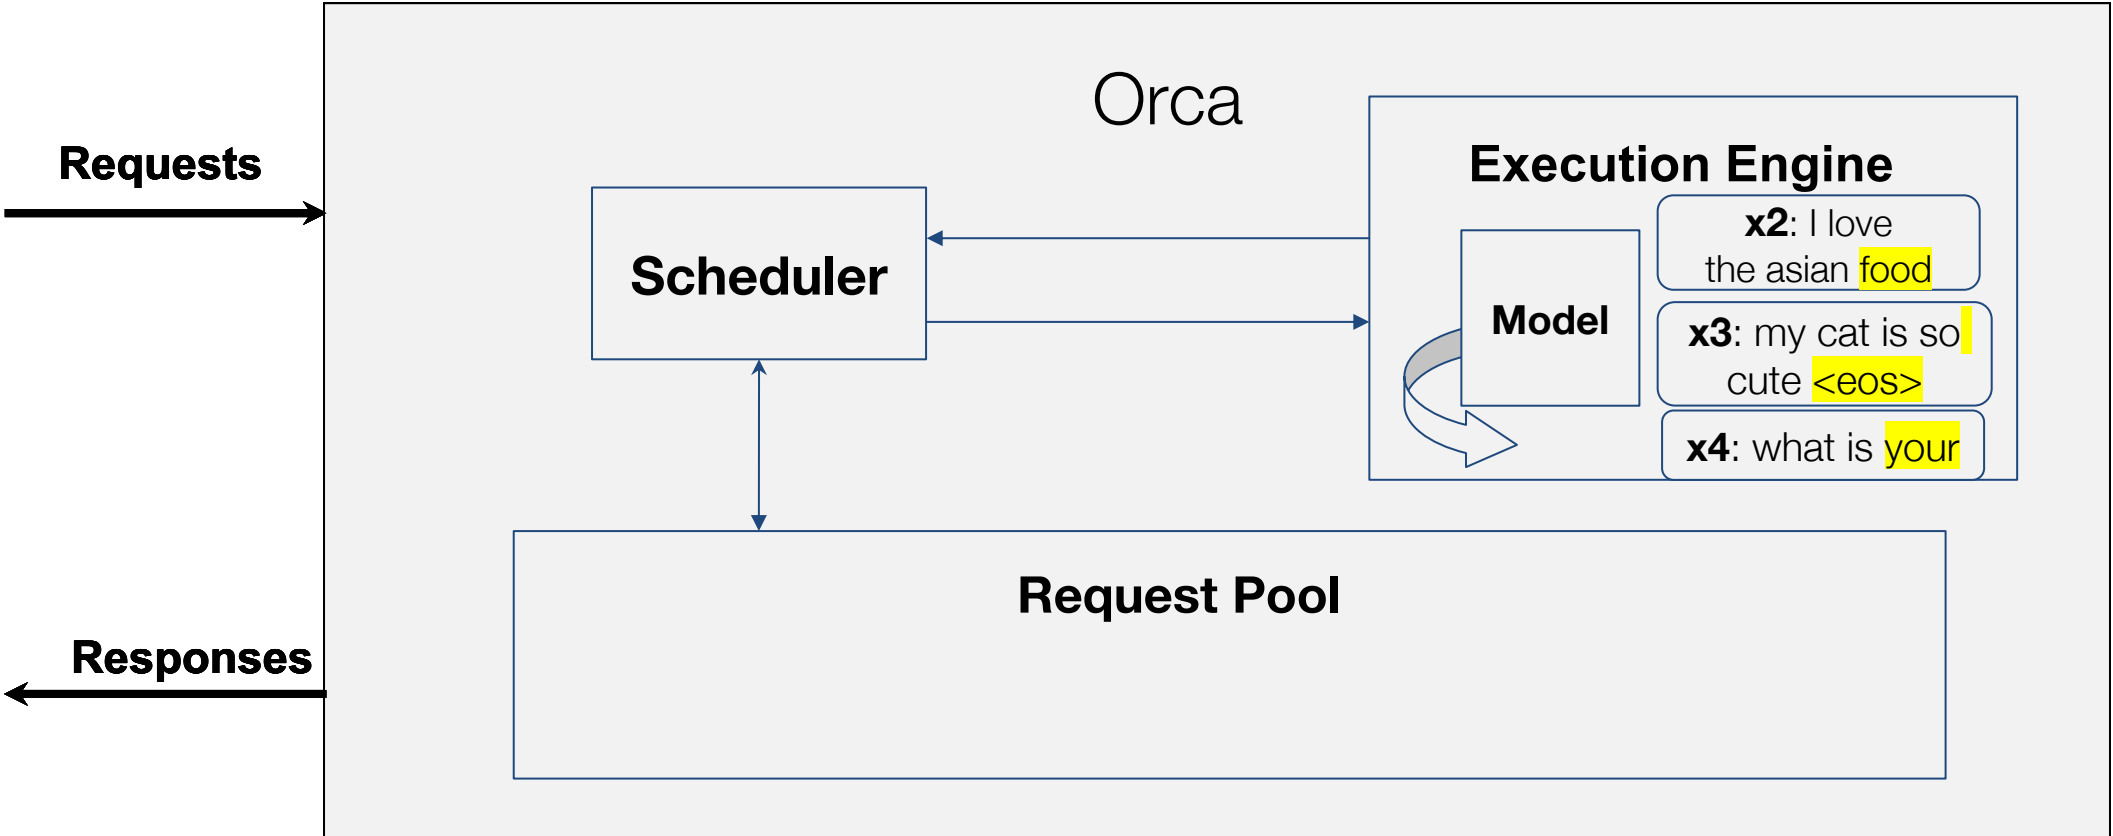 Orca
Requests
Execution Engine
Scheduler
Model
x2: I love
the asian food
x3: my cat is so
cute <eos>
x4: what is your
Request Pool
Responses